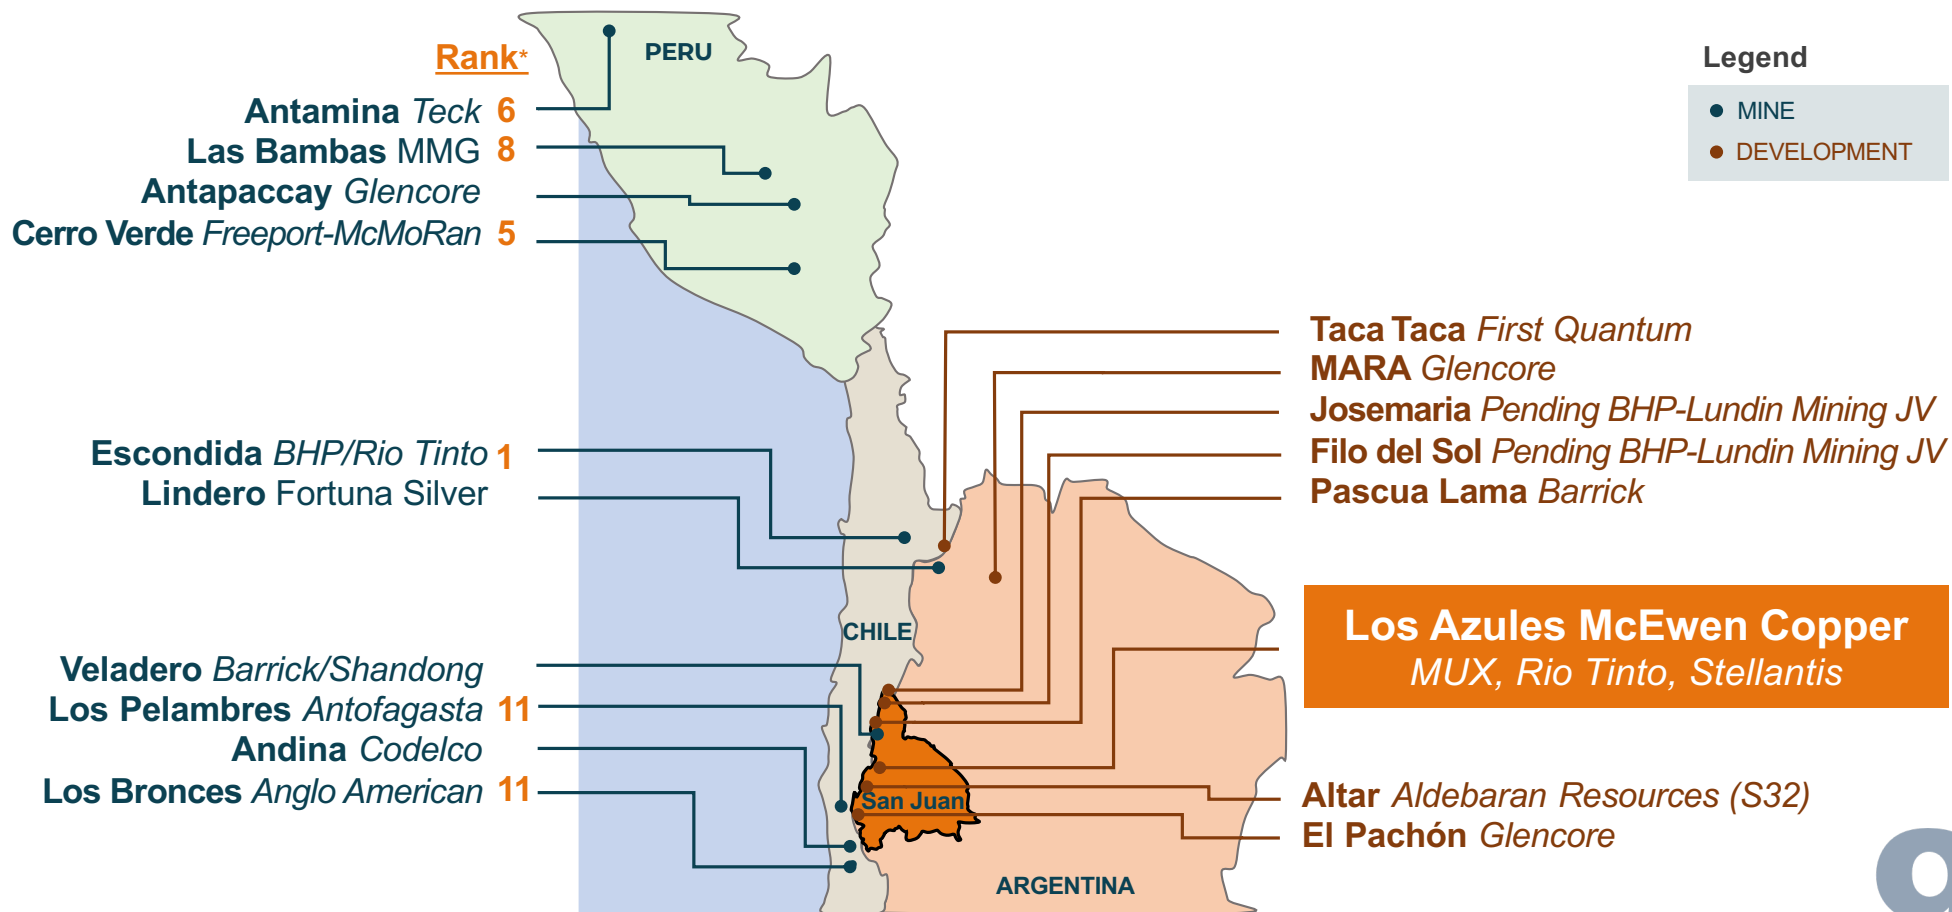 Rank*
Antamina Teck 6
Las Bambas MMG 8
Antapaccay Glencore
Cerro Verde Freeport-McMoRan 5
Escondida BHP/Rio Tinto 1
Lindero Fortuna Silver
Veladero Barrick/Shandong
Los Pelambres Antofagasta 11
Andina Codelco
Los Bronces Anglo American 11
PERU
CHILE
San Juan
ARGENTINA
Legend
MINE
DEVELOPMENT
Taca Taca First Quantum
MARA Glencore
Josemaria Pending BHP-Lundin Mining JV
Filo del Sol Pending BHP-Lundin Mining JV
Pascua Lama Barrick
Los Azules McEwen Copper
MUX, Rio Tinto, Stellantis
Altar Aldebaran Resources (S32)
El Pachón Glencore